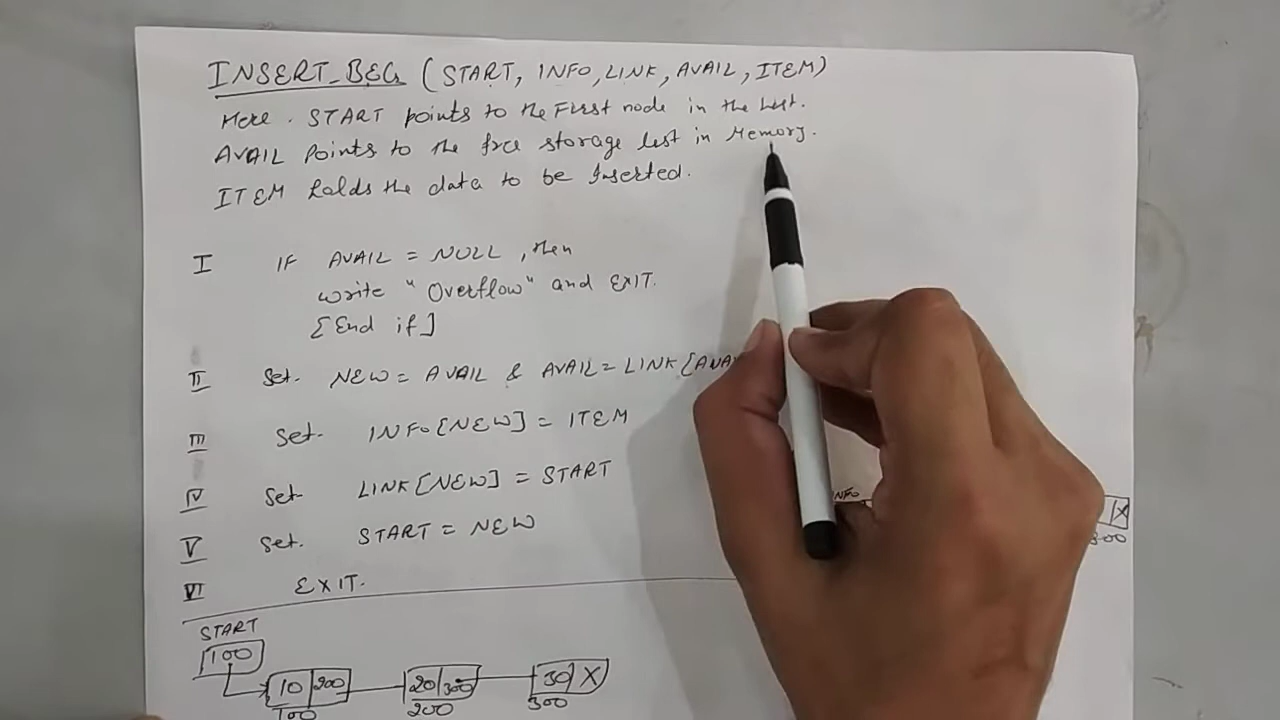 INSERT_BEG (START, INFO, LINK, AVAIL, ITEM)
Here. START points to the First node in the List.
AVAIL Points to the free storage list in Memory.
ITEM holds the data to be Inserted.
I IF AVAIL = NULL, then
write "Overflow" and EXIT.
[End if]
II Set. NEW = AVAIL & AVAIL = LINK[AVA
III Set. INFO[NEW] = ITEM
IV Set LINK[NEW] = START
V Set. START = NEW
VI EXIT.
START
100
10 200 20 300 30 X
100 200 300
INFO
X
300